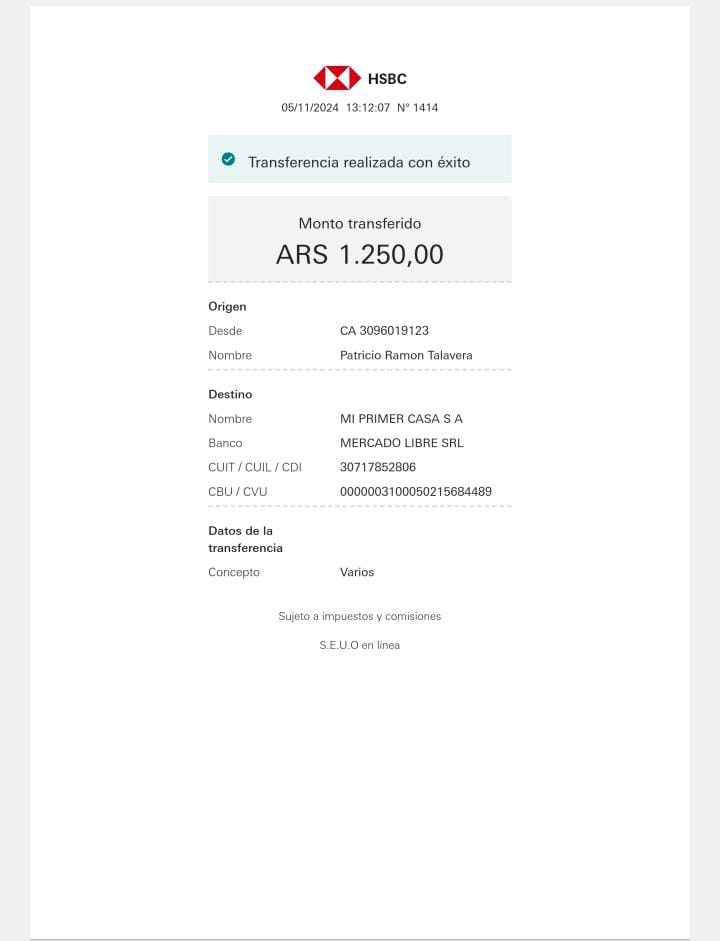 HSBC
05/11/2024 13:12:07 N° 1414
Transferencia realizada con éxito
Monto transferido
ARS 1.250,00
Origen
Desde CA 3096019123
Nombre Patricio Ramon Talavera
Destino
Nombre MI PRIMER CASA S A
Banco MERCADO LIBRE SRL
CUIT / CUIL / CDI 30717852806
CBU / CVU 0000003100050215684489
Datos de la
transferencia
Concepto Varios
Sujeto a impuestos y comisiones
S.E.U.O en línea